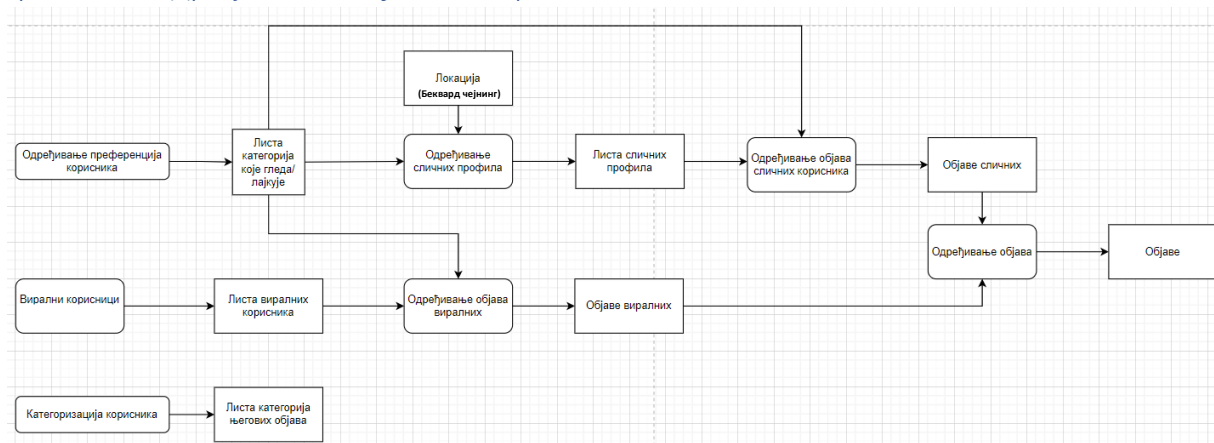 Локација
(Беквард чејнинг)
Одређивање преференција
корисника
Листа
категорија
које гледа/
лајкује
Одређивање
сличних профила
Листа сличних
профила
Одређивање објава
сличних корисника
Објаве сличних
Одређивање објава
Објаве
Вирални корисници
Листа виралних
корисника
Одређивање објава
виралних
Објаве виралних
Категоризација корисника
Листа категорија
његових објава